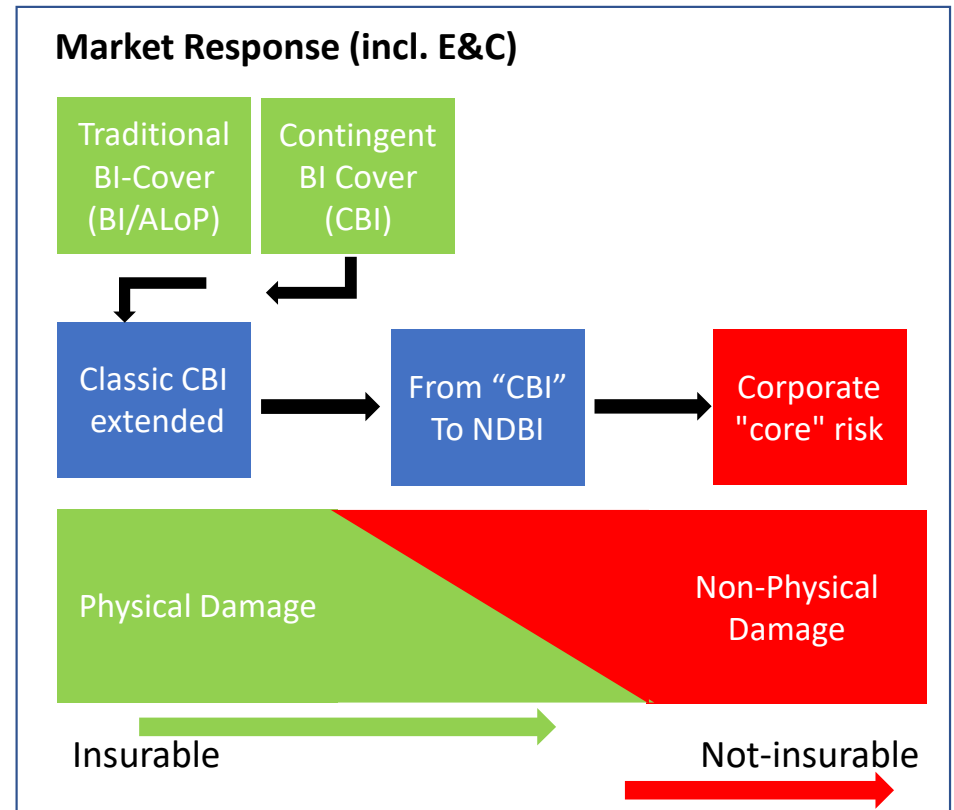 Market Response (incl. E&C)
Traditional
BI-Cover
(BI/ALoP)
Contingent
BI Cover
(CBI)
Classic CBI
extended
From “CBI”
To NDBI
Corporate
"core" risk
Physical Damage
Non-Physical
Damage
Insurable
Not-insurable